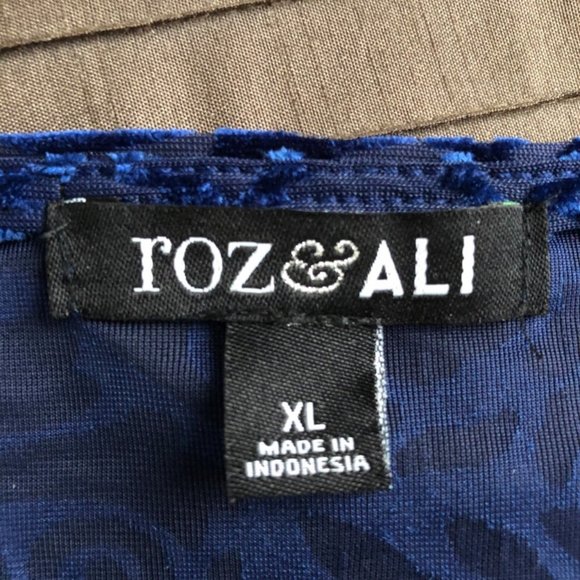 roz & ALI
XL
MADE IN
INDONESIA